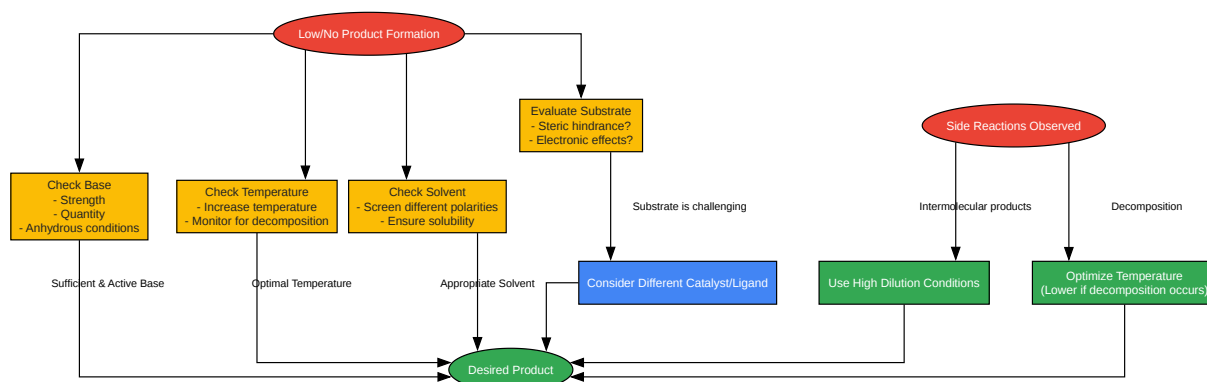 Low/No Product Formation
Evaluate Substrate
- Steric hindrance?
- Electronic effects?
Side Reactions Observed
Check Base
- Strength
- Quantity
- Anhydrous conditions
Check Temperature
- Increase temperature
- Monitor for decomposition
Check Solvent
- Screen different polarities
- Ensure solubility
Substrate is challenging
Intermolecular products
Decomposition
Sufficient & Active Base
Optimal Temperature
Appropriate Solvent
Consider Different Catalyst/Ligand
Use High Dilution Conditions
Optimize Temperature
(Lower if decomposition occurs)
Desired Product